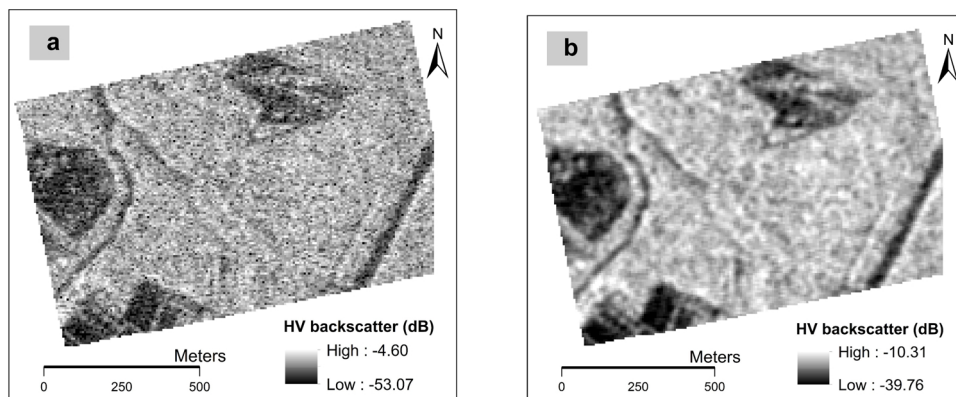 a
N
HV backscatter (dB)
High : -4.60
Low : -53.07
Meters
0 250 500
b
N
HV backscatter (dB)
High : -10.31
Low : -39.76
Meters
0 250 500